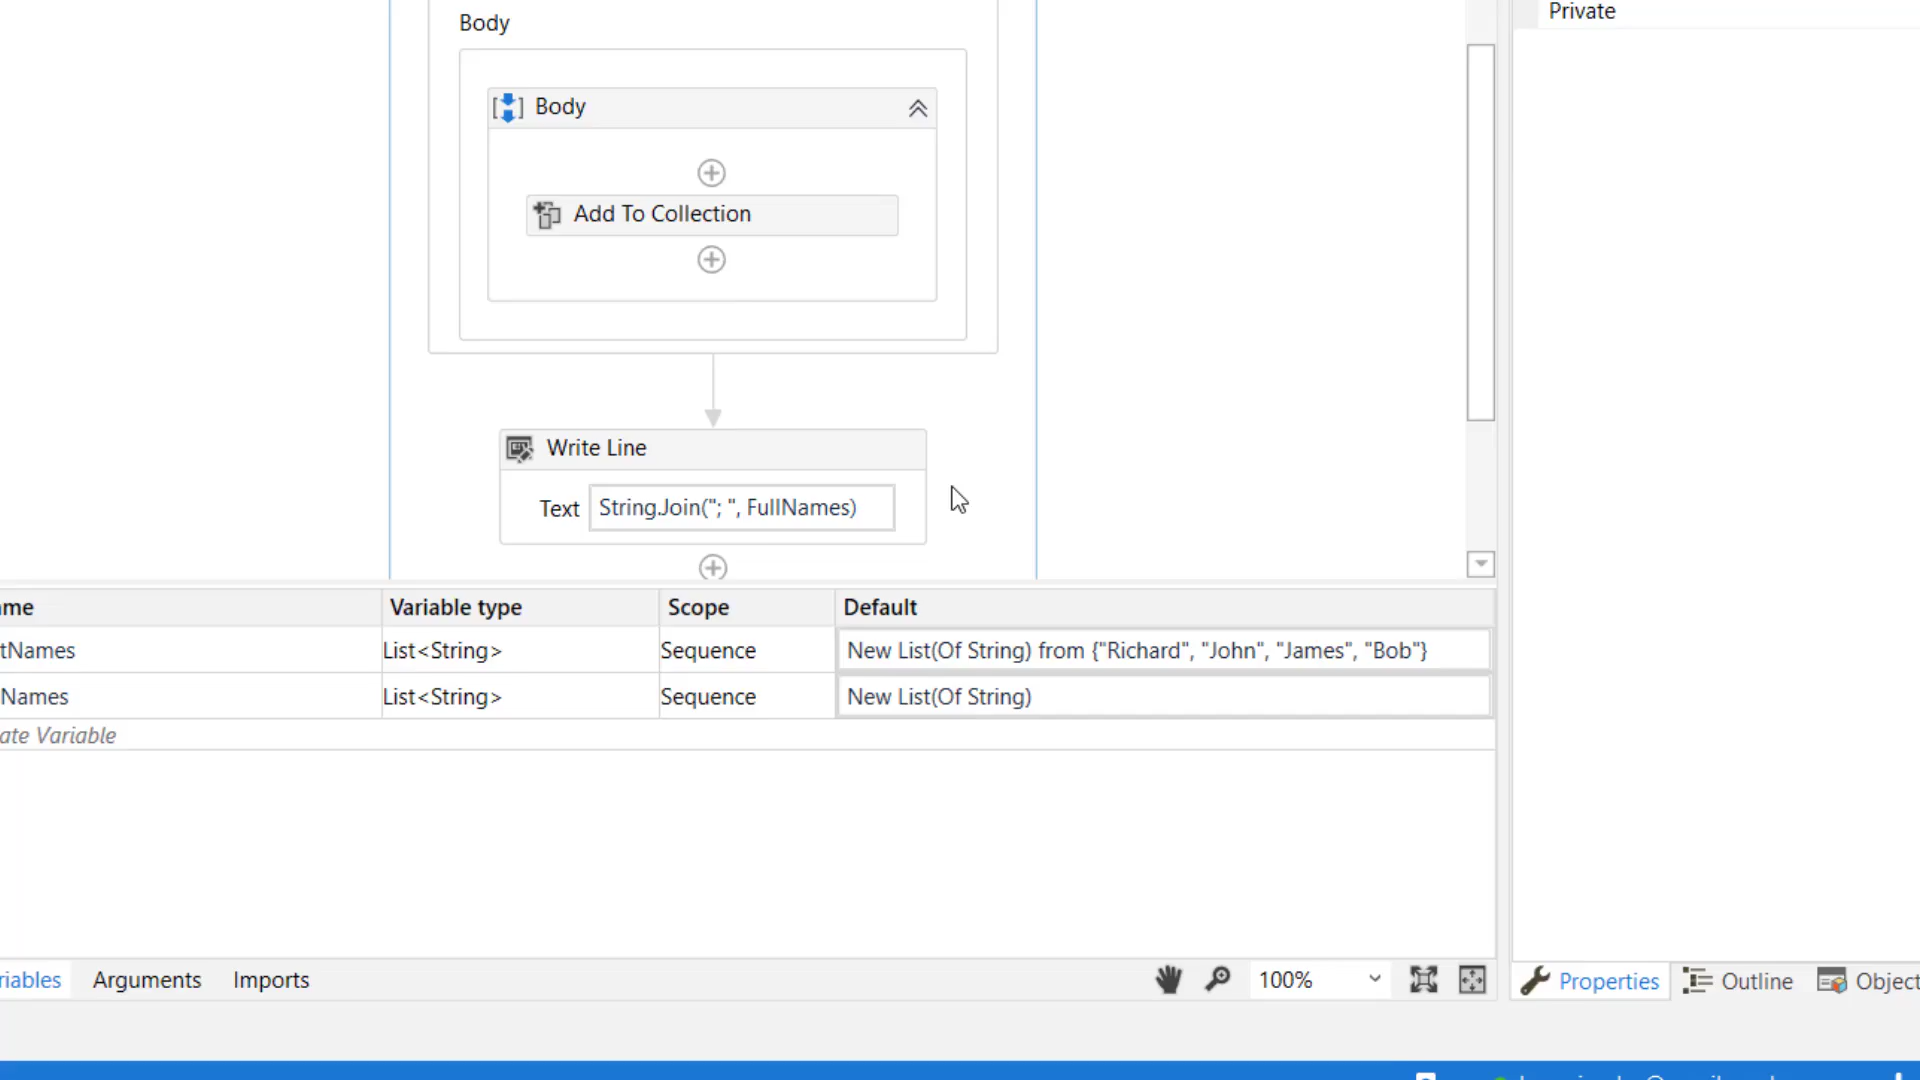 Private
Body
Body
Add To Collection
Write Line
Text String.Join("; ", FullNames)
ame Variable type Scope Default
tNames List<String> Sequence New List(Of String) from {"Richard", "John", "James", "Bob"}
Names List<String> Sequence New List(Of String)
ate Variable
riables Arguments Imports 100% Properties Outline Object